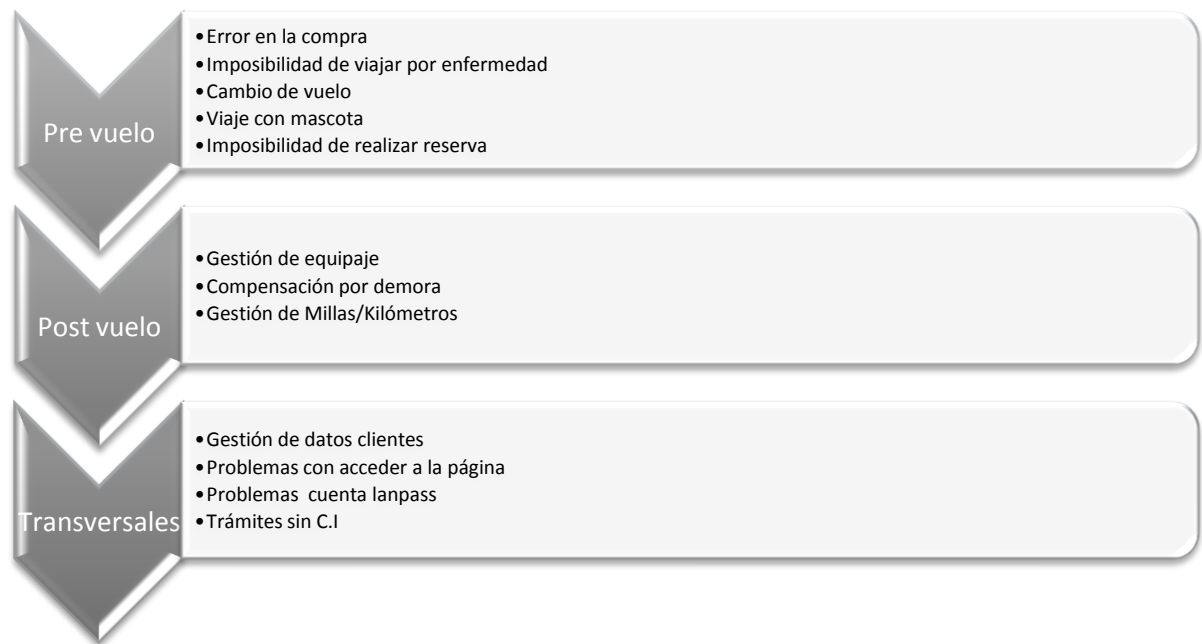 Pre vuelo
•Error en la compra
•Imposibilidad de viajar por enfermedad
•Cambio de vuelo
•Viaje con mascota
•Imposibilidad de realizar reserva
Post vuelo
•Gestión de equipaje
•Compensación por demora
•Gestión de Millas/Kilómetros
Transversales
•Gestión de datos clientes
•Problemas con acceder a la página
•Problemas cuenta lanpass
•Trámites sin C.I